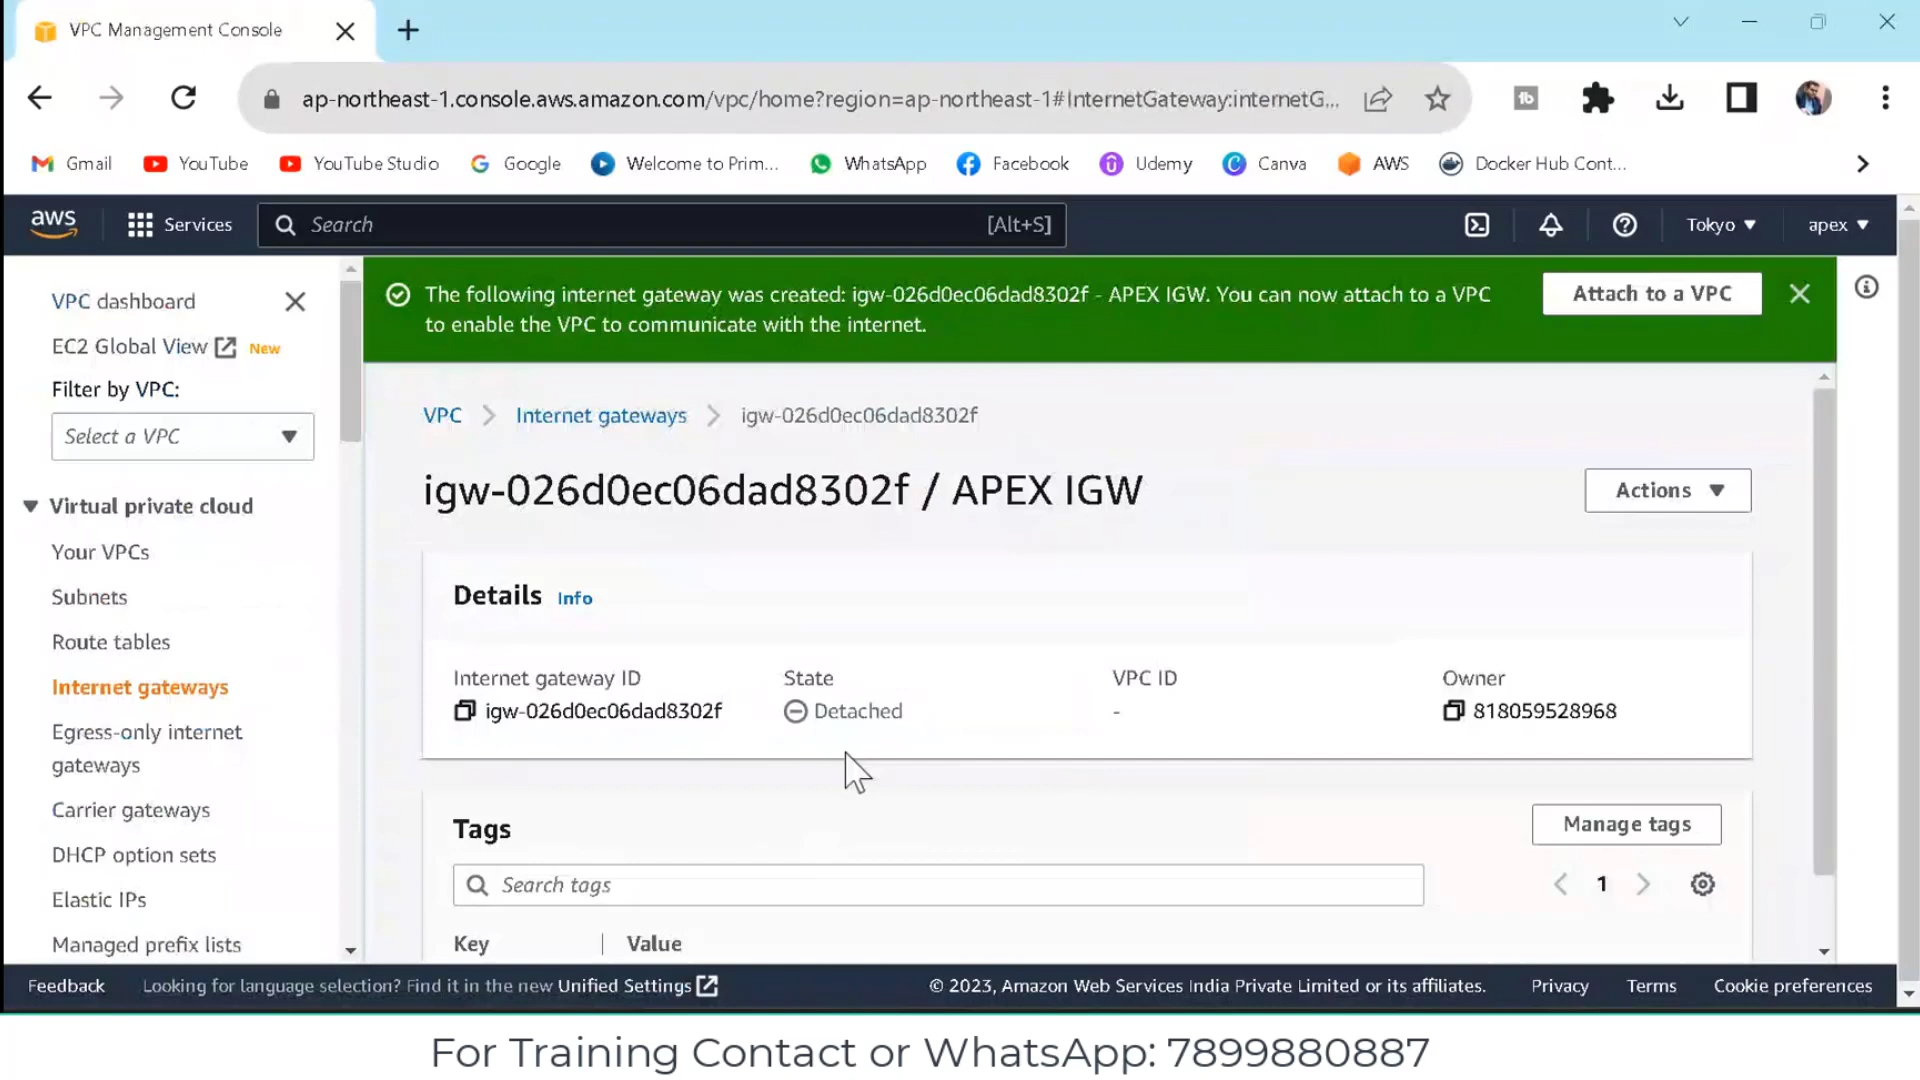 VPC Management Console
ap-northeast-1.console.aws.amazon.com/vpc/home?region=ap-northeast-1#InternetGateway:internetG...
Gmail YouTube YouTube Studio Google Welcome to Prim... WhatsApp Facebook Udemy Canva AWS Docker Hub Cont...
aws Services Search [Alt+S] Tokyo apex
VPC dashboard
EC2 Global View New
Filter by VPC:
Select a VPC
Virtual private cloud
Your VPCs
Subnets
Route tables
Internet gateways
Egress-only internet
gateways
Carrier gateways
DHCP option sets
Elastic IPs
Managed prefix lists
The following internet gateway was created: igw-026d0ec06dad8302f - APEX IGW. You can now attach to a VPC
to enable the VPC to communicate with the internet.
Attach to a VPC
VPC Internet gateways igw-026d0ec06dad8302f
igw-026d0ec06dad8302f / APEX IGW
Actions
Details Info
Internet gateway ID
igw-026d0ec06dad8302f
State
Detached
VPC ID
-
Owner
818059528968
Tags
Manage tags
Search tags
1
Key Value
Feedback Looking for language selection? Find it in the new Unified Settings © 2023, Amazon Web Services India Private Limited or its affiliates. Privacy Terms Cookie preferences
For Training Contact or WhatsApp: 7899880887